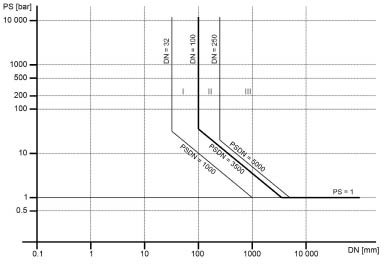 PS [bar]
10 000
1000
500
200
100
10
1
0.5
DN = 32
DN = 100
DN = 250
I
II
III
PSDN = 1000
PSDN = 3500
PSDN = 5000
PS = 1
0.1
1
10
100
1000
10 000
DN [mm]